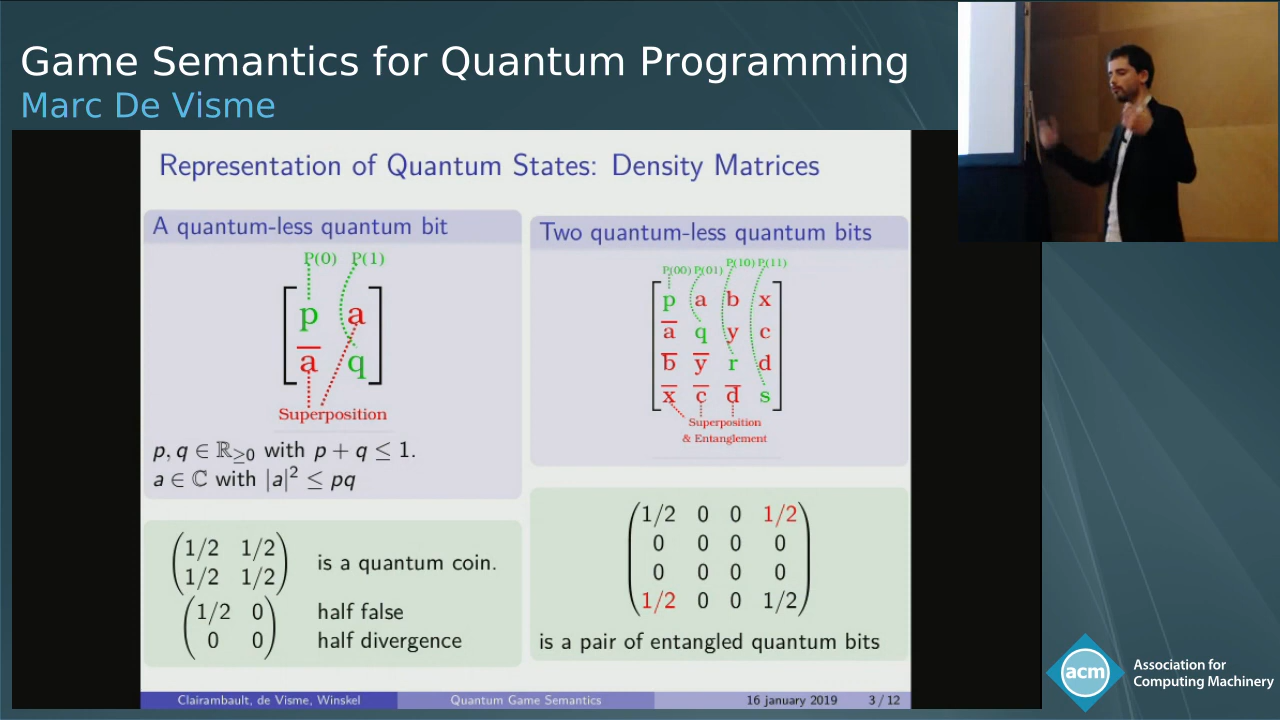 Game Semantics for Quantum Programming
Marc De Visme
Representation of Quantum States: Density Matrices
A quantum-less quantum bit
P(0) P(1)
p a
a̅ q
Superposition
p, q ∈ ℝ≥0 with p + q ≤ 1.
a ∈ ℂ with |a|² ≤ pq
Two quantum-less quantum bits
P(00) P(01) P(10) P(11)
p a b x
a̅ q y c
b̅ y̅ r d
x̅ c̅ d̅ s
Superposition
& Entanglement
1/2 1/2
1/2 1/2
is a quantum coin.
1/2 0
0 0
half false
half divergence
1/2 0 0 1/2
0 0 0 0
0 0 0 0
1/2 0 0 1/2
is a pair of entangled quantum bits
Clairambault, de Visme, Winskel Quantum Game Semantics 16 january 2019 3 / 12
acm
Association for
Computing Machinery